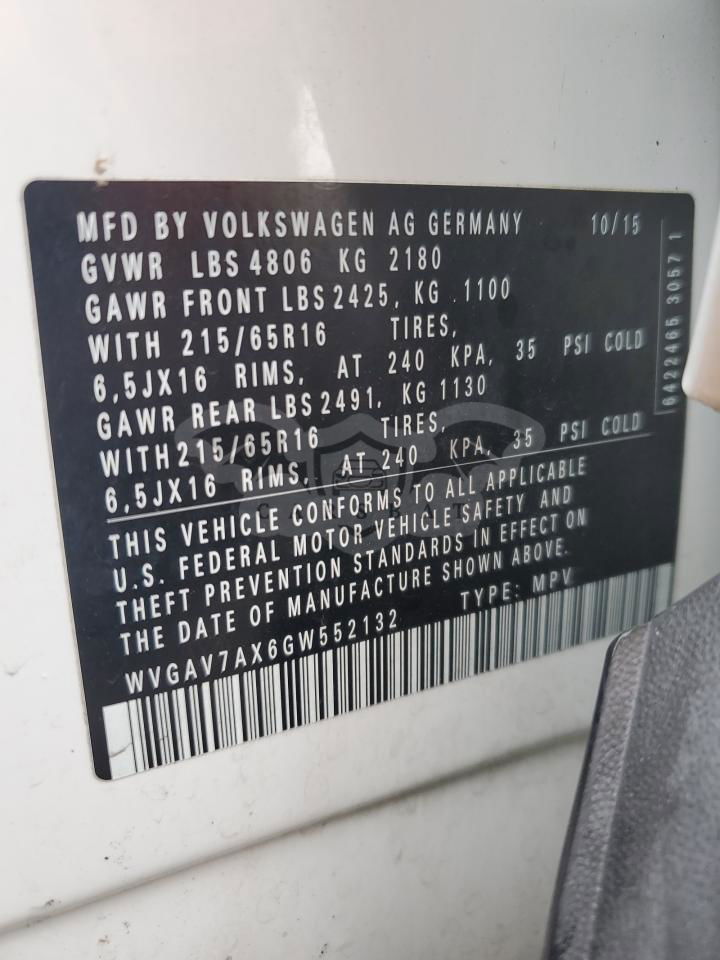 MFD BY VOLKSWAGEN AG GERMANY 10/15
GVWR LBS 4806 KG 2180
GAWR FRONT LBS 2425, KG .1100
WITH 215/65R16 TIRES,
6,5JX16 RIMS, AT 240 KPA, 35 PSI COLD
GAWR REAR LBS 2491, KG 1130
WITH 215/65R16 TIRES,
6,5JX16 RIMS, AT 240 KPA, 35 PSI COLD
THIS VEHICLE CONFORMS TO ALL APPLICABLE
U.S. FEDERAL MOTOR VEHICLE SAFETY AND
THEFT PREVENTION STANDARDS IN EFFECT ON
THE DATE OF MANUFACTURE SHOWN ABOVE.
WVGAV7AX6GW552132 TYPE: MPV
6422465 3057 1